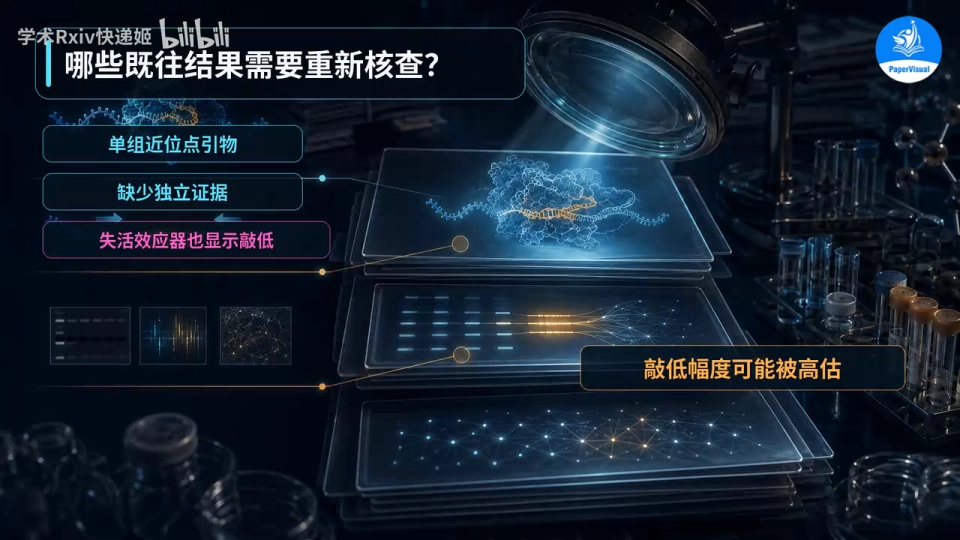 学术Rxiv快递姬 bilibili
哪些既往结果需要重新核查?
PaperVisual
单组近位点引物
缺少独立证据
失活效应器也显示敲低
敲低幅度可能被高估